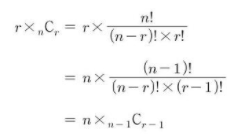 r × ₙCᵣ = r × n! / ((n−r)! × r!)
= n × (n−1)! / ((n−r)! × (r−1)!)
= n × ₙ₋₁Cᵣ₋₁